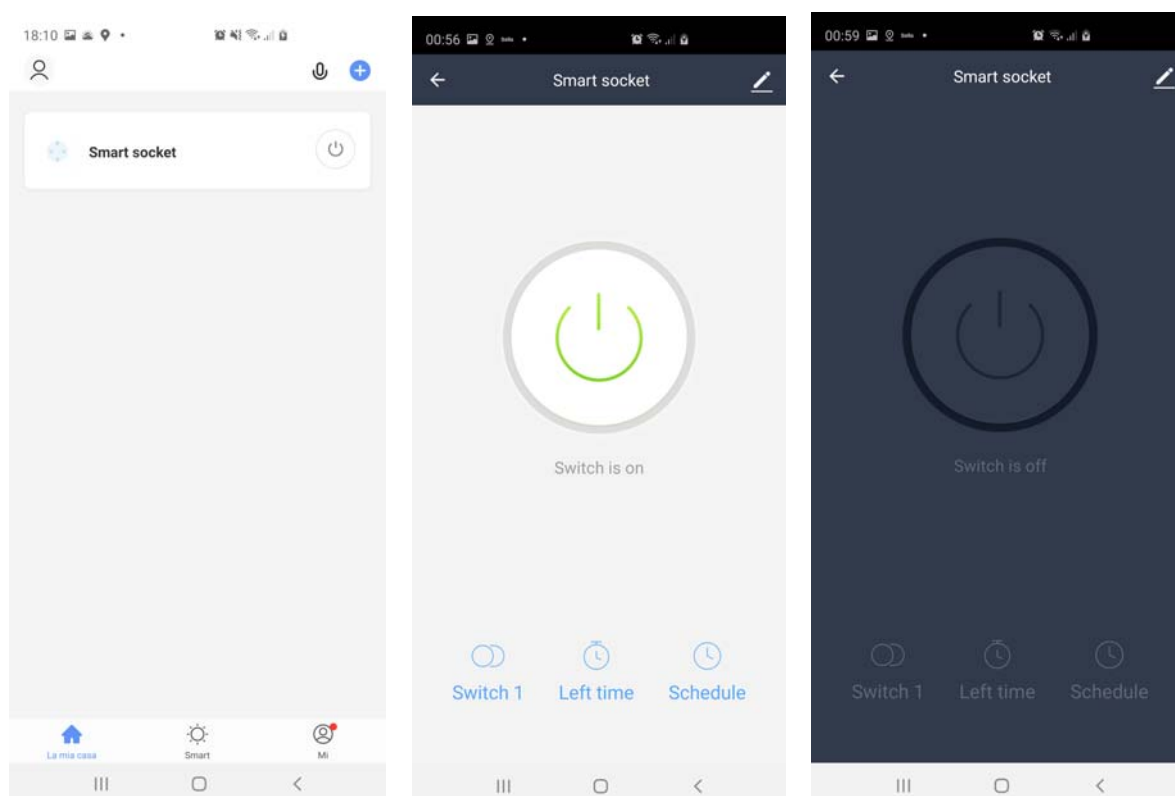 18:10
Smart socket
La mia casa
Smart
Mi
00:56
Smart socket
Switch is on
Switch 1
Left time
Schedule
00:59
Smart socket
Switch is off
Switch 1
Left time
Schedule